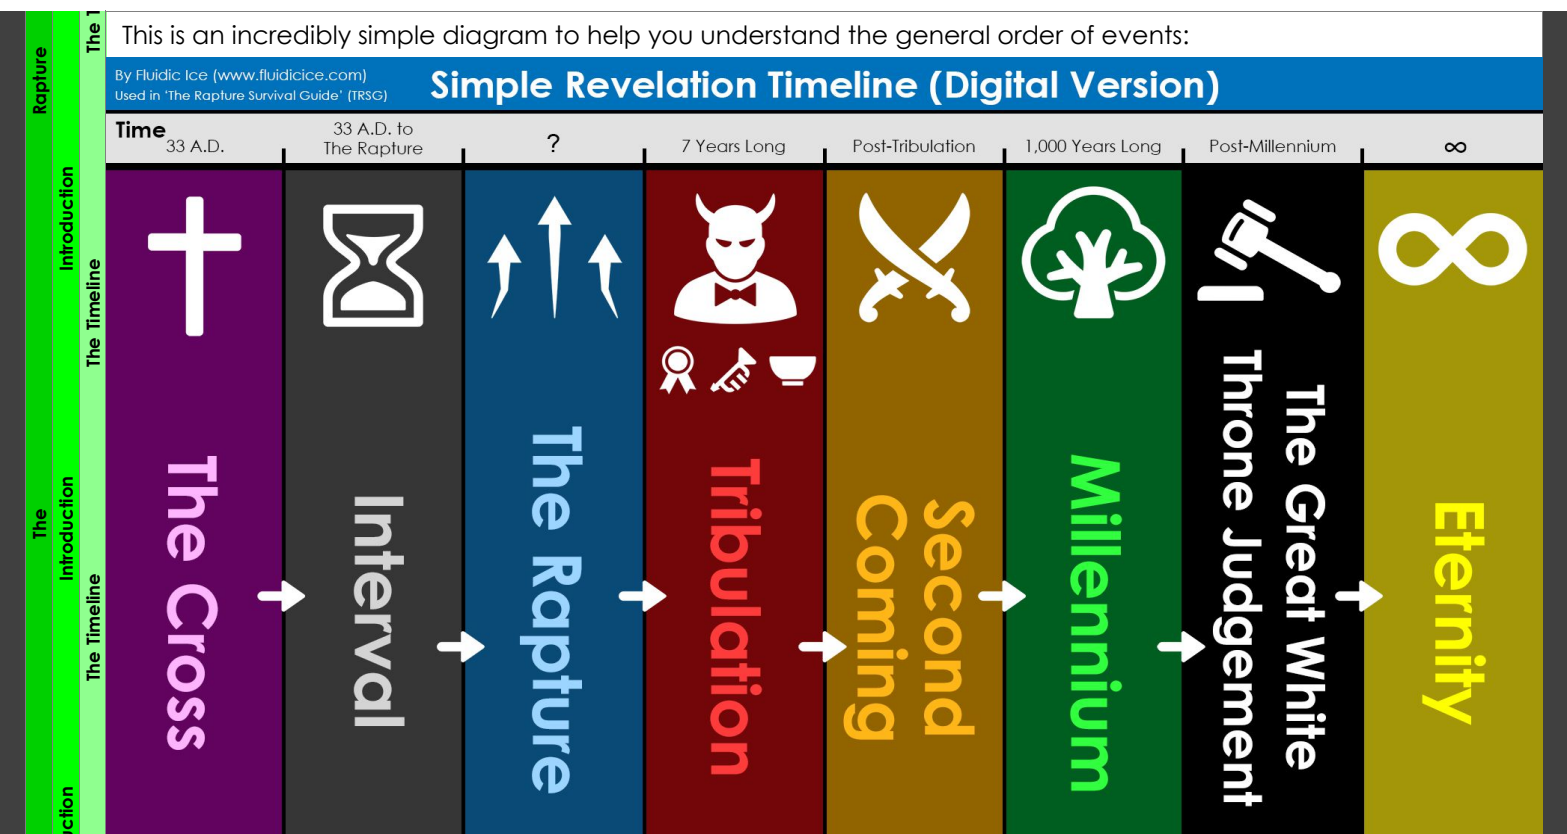 Rapture
The
Introduction
Introduction
The Timeline
The Timeline
This is an incredibly simple diagram to help you understand the general order of events:
By Fluidic Ice (www.fluidicice.com)
Used in 'The Rapture Survival Guide' (TRSG)
Simple Revelation Timeline (Digital Version)
Time
33 A.D.
33 A.D. to
The Rapture
?
7 Years Long
Post-Tribulation
1,000 Years Long
Post-Millennium
∞
The Cross
Interval
The Rapture
Tribulation
Second
Coming
Millennium
The Great White
Throne Judgement
Eternity